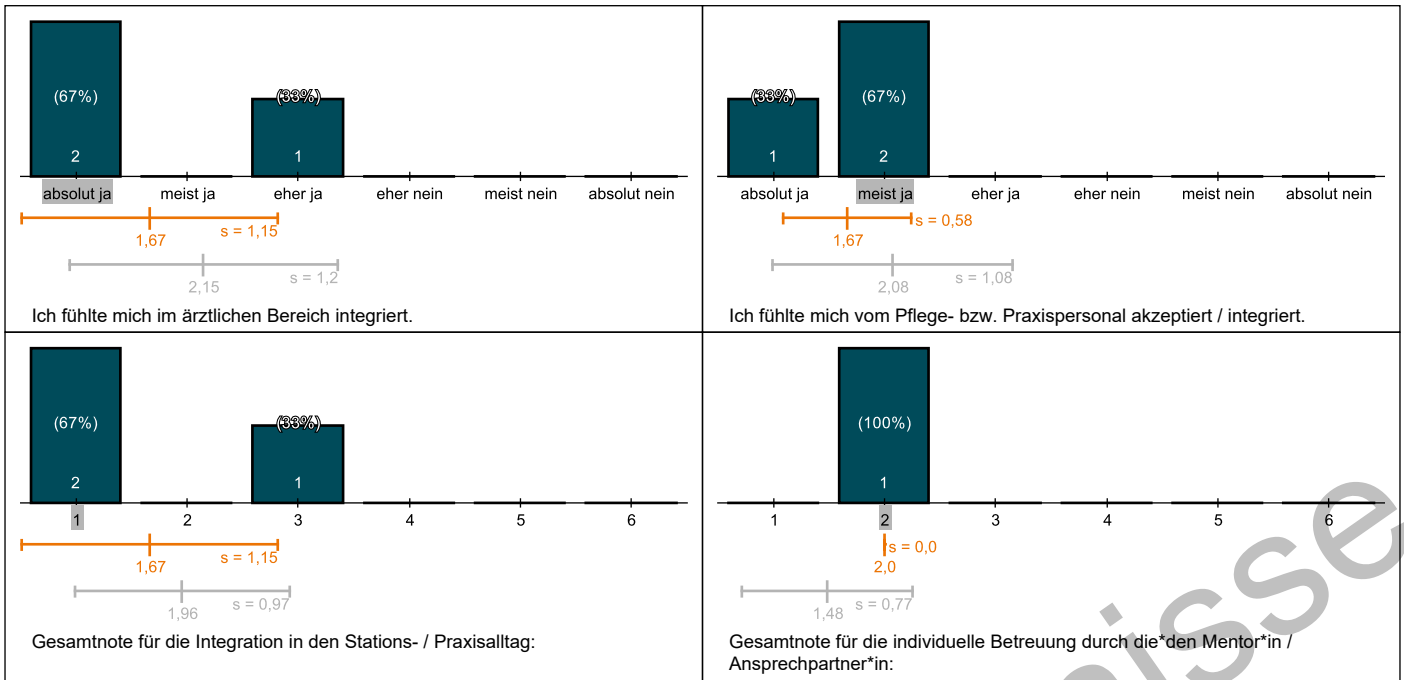 (67%)
2
(33%)
1
absolut ja meist ja eher ja eher nein meist nein absolut nein
1,67
s = 1,15
2,15
s = 1,2
Ich fühlte mich im ärztlichen Bereich integriert.
(33%)
1
(67%)
2
absolut ja meist ja eher ja eher nein meist nein absolut nein
1,67
s = 0,58
2,08
s = 1,08
Ich fühlte mich vom Pflege- bzw. Praxispersonal akzeptiert / integriert.
(67%)
2
(33%)
1
1 2 3 4 5 6
1,67
s = 1,15
1,96
s = 0,97
Gesamtnote für die Integration in den Stations- / Praxisalltag:
(100%)
1
1 2 3 4 5 6
s = 0,0
2,0
1,48
s = 0,77
Gesamtnote für die individuelle Betreuung durch die*den Mentor*in /
Ansprechpartner*in:
nisse